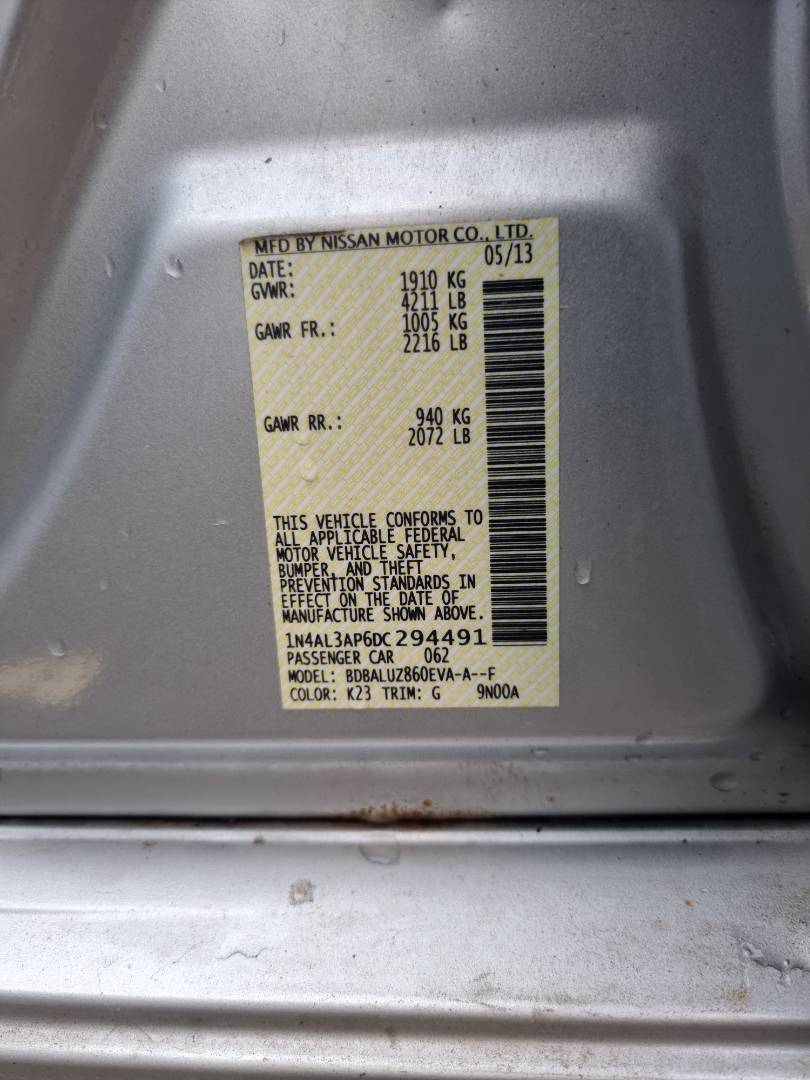 MFD BY NISSAN MOTOR CO., LTD.
DATE: 05/13
GVWR: 1910 KG
4211 LB
GAWR FR.: 1005 KG
2216 LB
GAWR RR.: 940 KG
2072 LB
THIS VEHICLE CONFORMS TO
ALL APPLICABLE FEDERAL
MOTOR VEHICLE SAFETY,
BUMPER, AND THEFT
PREVENTION STANDARDS IN
EFFECT ON THE DATE OF
MANUFACTURE SHOWN ABOVE.
1N4AL3AP6DC294491
PASSENGER CAR 062
MODEL: BDBALUZ860EVA-A--F
COLOR: K23 TRIM: G 9N00A